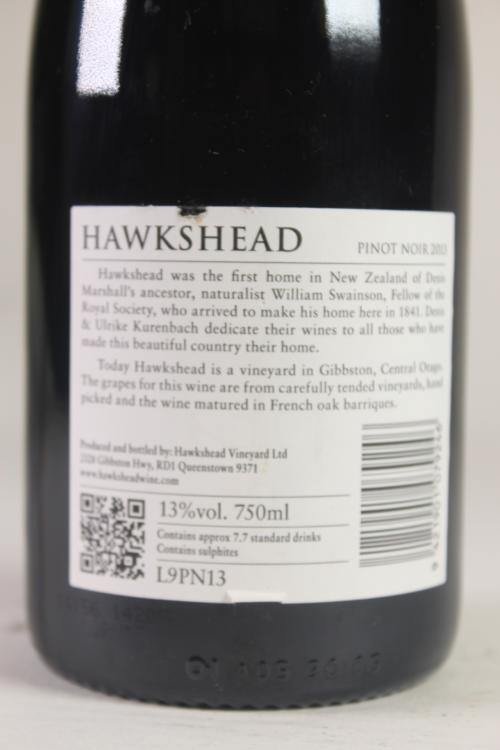 HAWKSHEAD PINOT NOIR 2013
Hawkshead was the first home in New Zealand of Denis
Marshall's ancestor, naturalist William Swainson, Fellow of the
Royal Society, who arrived to make his home here in 1841. Denis
& Ulrike Kurenbach dedicate their wines to all those who have
made this beautiful country their home.
Today Hawkshead is a vineyard in Gibbston, Central Otago.
The grapes for this wine are from carefully tended vineyards, hand
picked and the wine matured in French oak barriques.
Produced and bottled by: Hawkshead Vineyard Ltd
2328 Gibbston Hwy, RD1 Queenstown 9371
www.hawksheadwine.com
13%vol. 750ml
Contains approx 7.7 standard drinks
Contains sulphites
L9PN13